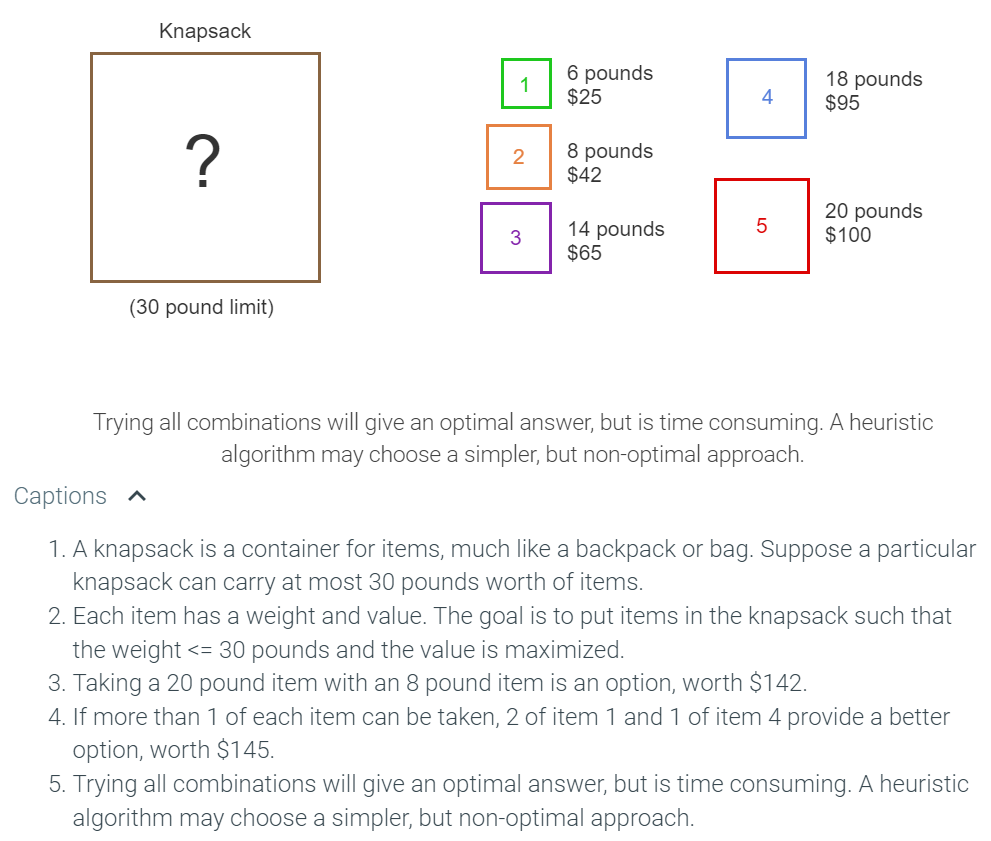 Knapsack
?
(30 pound limit)
1
6 pounds
$25
2
8 pounds
$42
3
14 pounds
$65
4
18 pounds
$95
5
20 pounds
$100
Trying all combinations will give an optimal answer, but is time consuming. A heuristic
algorithm may choose a simpler, but non-optimal approach.
Captions
1. A knapsack is a container for items, much like a backpack or bag. Suppose a particular
knapsack can carry at most 30 pounds worth of items.
2. Each item has a weight and value. The goal is to put items in the knapsack such that
the weight <= 30 pounds and the value is maximized.
3. Taking a 20 pound item with an 8 pound item is an option, worth $142.
4. If more than 1 of each item can be taken, 2 of item 1 and 1 of item 4 provide a better
option, worth $145.
5. Trying all combinations will give an optimal answer, but is time consuming. A heuristic
algorithm may choose a simpler, but non-optimal approach.